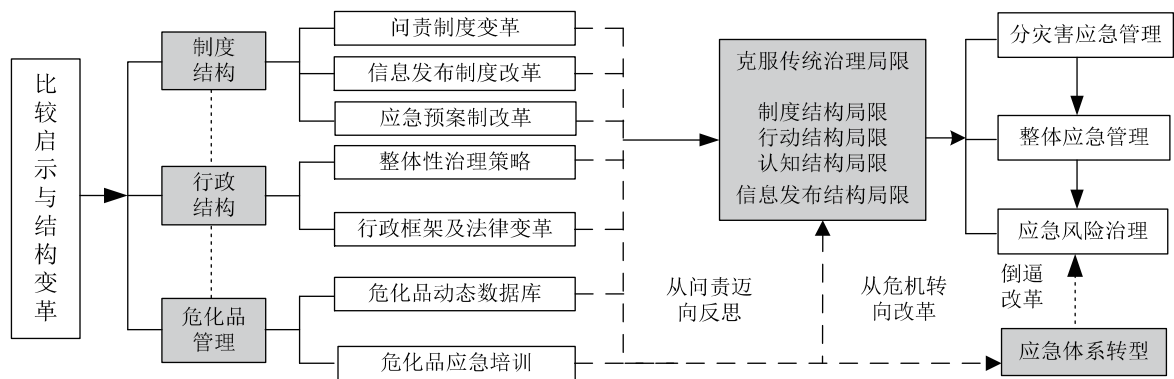 比较启示与结构变革
制度
结构
行政
结构
危化品
管理
问责制度变革
信息发布制度改革
应急预案制改革
整体性治理策略
行政框架及法律变革
危化品动态数据库
危化品应急培训
克服传统治理局限
制度结构局限
行动结构局限
认知结构局限
信息发布结构局限
从问责迈
向反思
从危机转
向改革
分灾害应急管理
整体应急管理
应急风险治理
倒逼
改革
应急体系转型